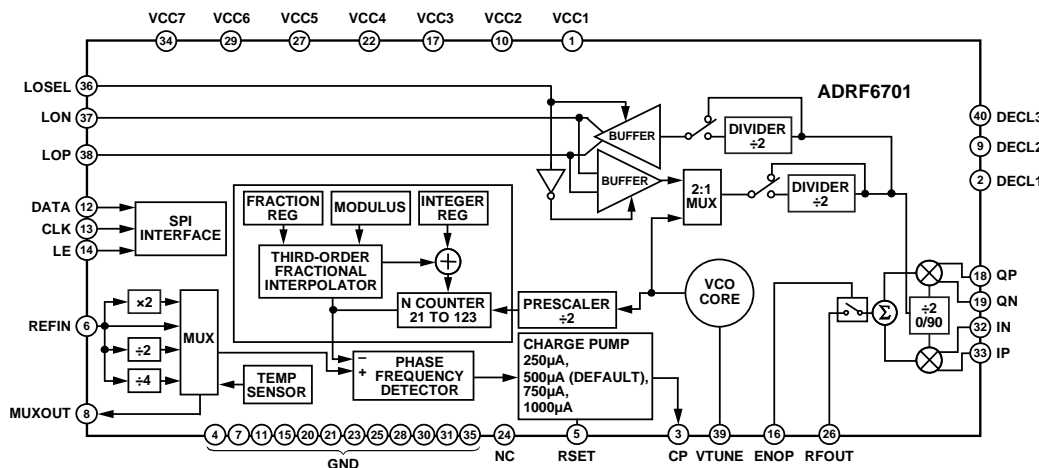 VCC7 VCC6 VCC5 VCC4 VCC3 VCC2 VCC1
34 29 27 22 17 10 1
LOSEL 36
LON 37
LOP 38
ADRF6701
BUFFER
DIVIDER
÷2
BUFFER
2:1
MUX
DIVIDER
÷2
40 DECL3
9 DECL2
2 DECL1
DATA 12
CLK 13
LE 14
SPI
INTERFACE
FRACTION
REG
MODULUS
INTEGER
REG
THIRD-ORDER
FRACTIONAL
INTERPOLATOR
+
N COUNTER
21 TO 123
PRESCALER
÷2
VCO
CORE
Σ
÷2
0/90
18 QP
19 QN
32 IN
33 IP
REFIN 6
×2
÷2
÷4
MUX
TEMP
SENSOR
MUXOUT 8
–
+
PHASE
FREQUENCY
DETECTOR
CHARGE PUMP
250µA,
500µA (DEFAULT),
750µA,
1000µA
4 7 11 15 20 21 23 25 28 30 31 35 24 5 3 39 16 26
GND NC RSET CP VTUNE ENOP RFOUT